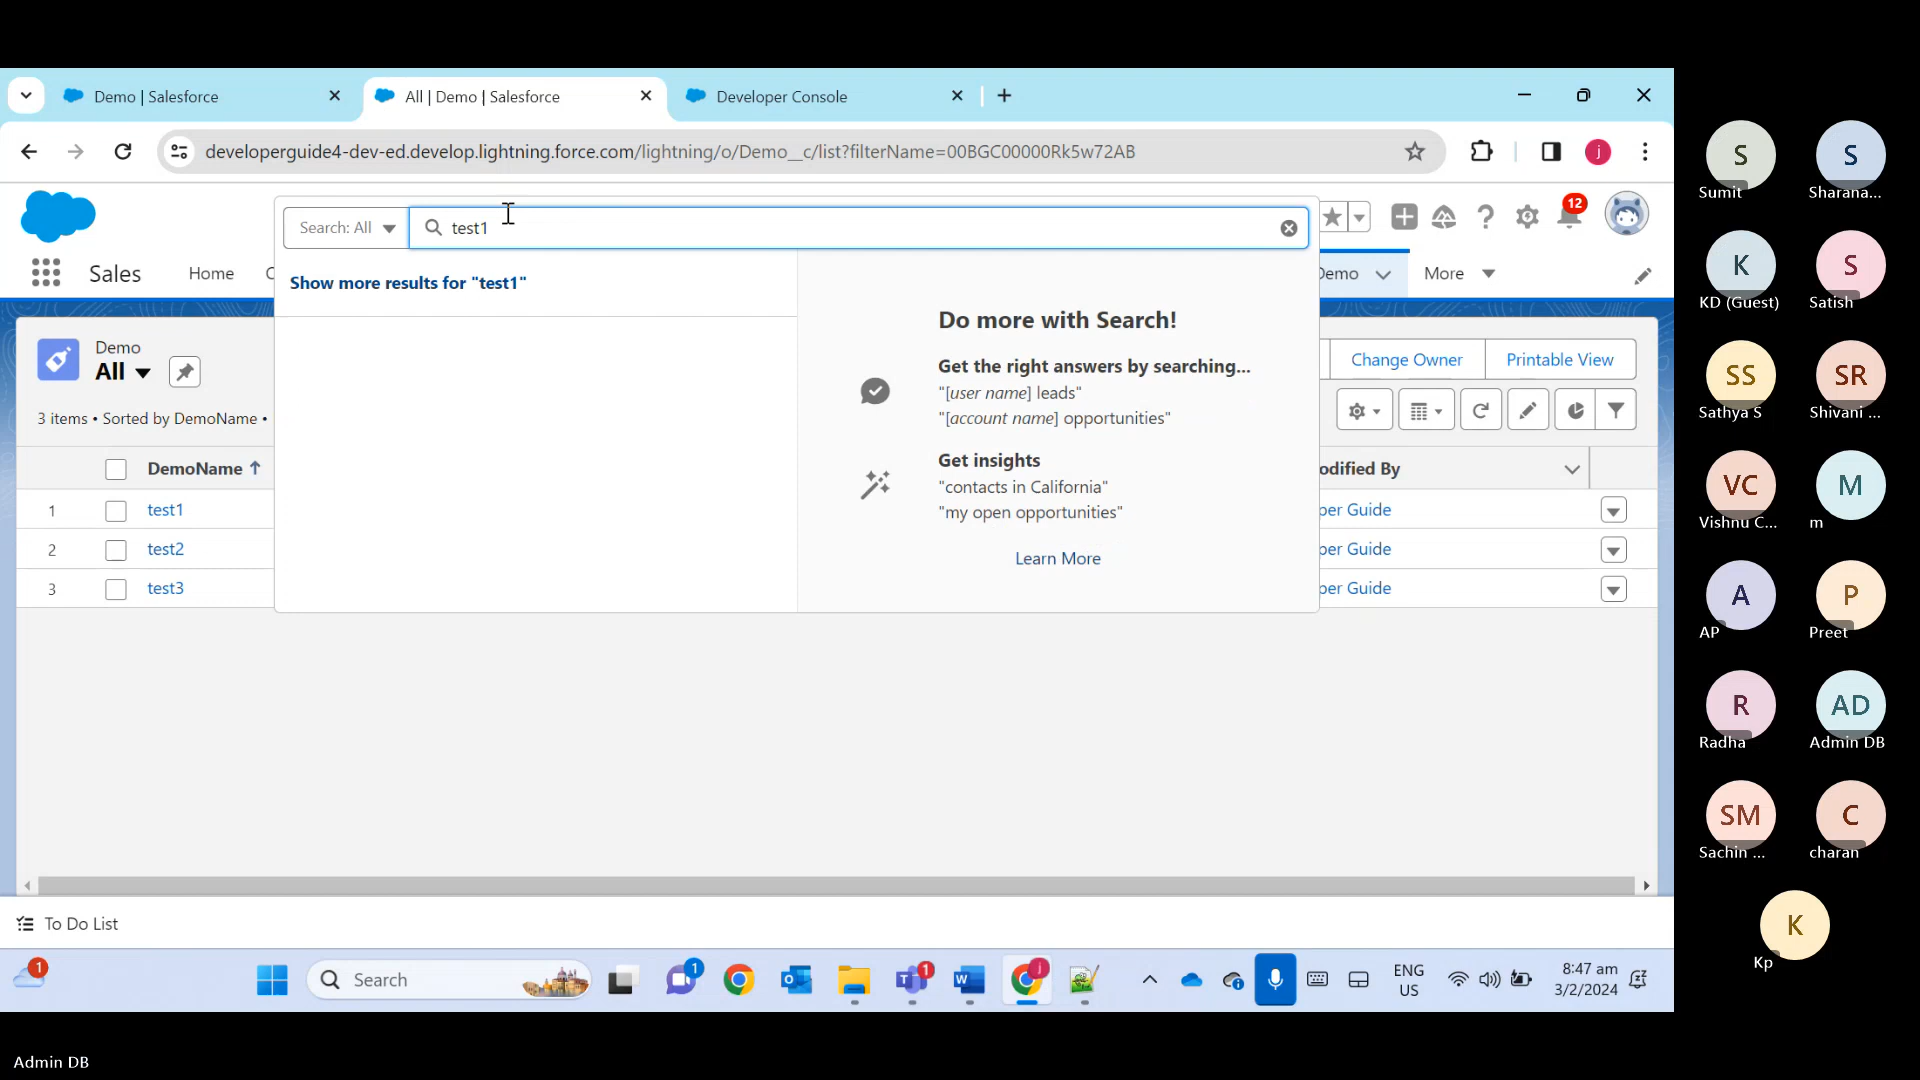 Demo | Salesforce
All | Demo | Salesforce
Developer Console
developerguide4-dev-ed.develop.lightning.force.com/lightning/o/Demo__c/list?filterName=00BGC00000Rk5w72AB
j
Search: All
test1
12
Sales
Home
C
Show more results for "test1"
Demo
More
Do more with Search!
Get the right answers by searching...
"[user name] leads"
"[account name] opportunities"
Get insights
"contacts in California"
"my open opportunities"
Learn More
Demo
All
Change Owner
Printable View
3 items • Sorted by DemoName •
DemoName
odified By
1
test1
per Guide
2
test2
per Guide
3
test3
per Guide
To Do List
1
Search
1
1
j
ENG
US
8:47 am
3/2/2024
S
Sumit
S
Sharana...
K
KD (Guest)
S
Satish
SS
Sathya S
SR
Shivani ...
VC
Vishnu C...
M
m
A
AP
P
Preet
R
Radha
AD
Admin DB
SM
Sachin ...
C
charan
K
Kp
Admin DB